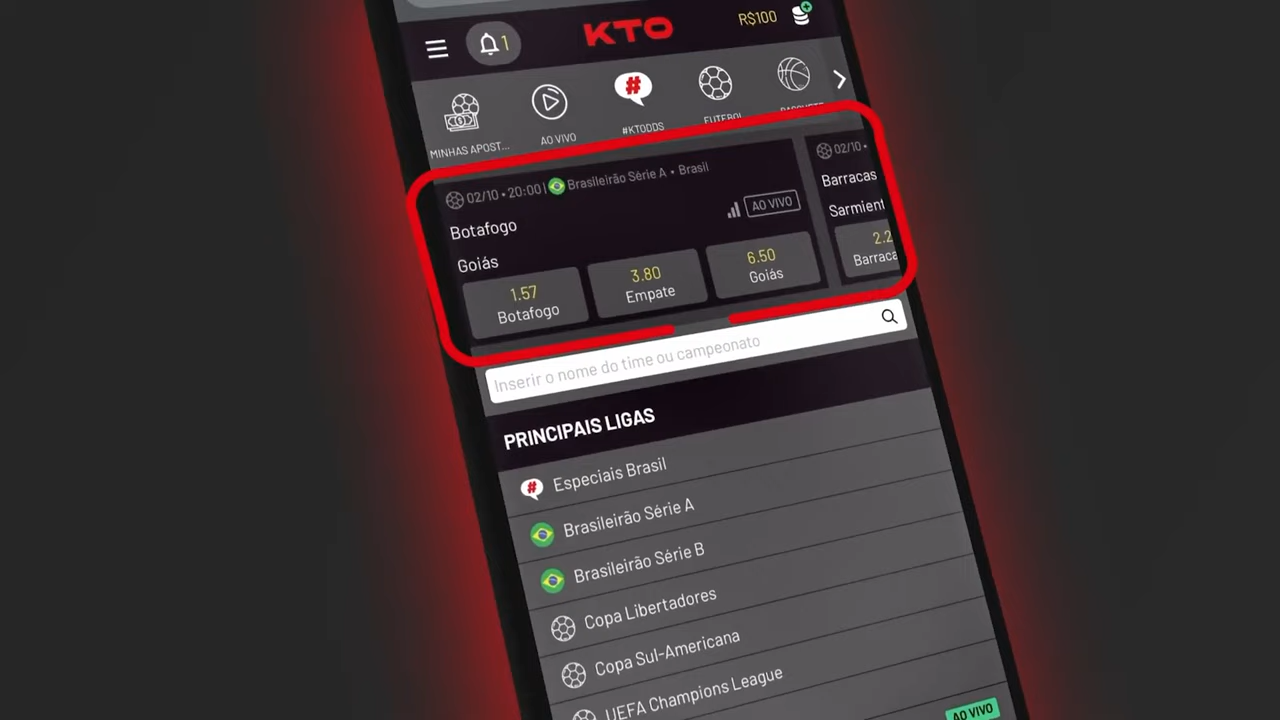 1
KTO
R$100
MINHAS APOST...
AO VIVO
#KTODDS
FUTEBOL
02/10 • 20:00 | Brasileirão Série A • Brasil
Botafogo
AO VIVO
Goiás
1.57
Botafogo
3.80
Empate
6.50
Goiás
02/10 •
Barracas
Sarmient
2.2
Barraca
Inserir o nome do time ou campeonato
PRINCIPAIS LIGAS
# Especiais Brasil
Brasileirão Série A
Brasileirão Série B
Copa Libertadores
Copa Sul-Americana
UEFA Champions League
AO VIVO